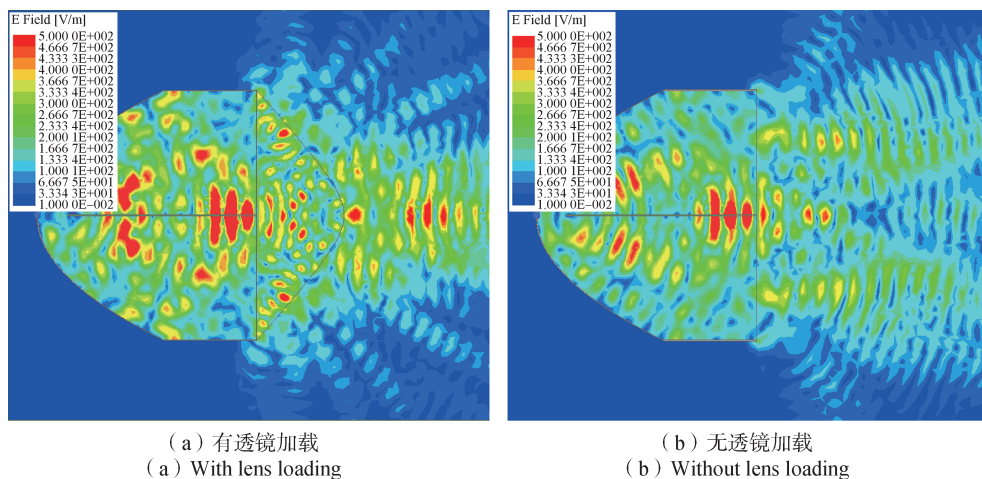 E Field [V/m]
5.000 0E+002
4.666 7E+002
4.333 3E+002
4.000 0E+002
3.666 7E+002
3.333 4E+002
3.000 0E+002
2.666 7E+002
2.333 4E+002
2.000 1E+002
1.666 7E+002
1.333 4E+002
1.000 1E+002
6.667 5E+001
3.334 3E+001
1.000 0E−002
E Field [V/m]
5.000 0E+002
4.666 7E+002
4.333 3E+002
4.000 0E+002
3.666 7E+002
3.333 4E+002
3.000 0E+002
2.666 7E+002
2.333 4E+002
2.000 1E+002
1.666 7E+002
1.333 4E+002
1.000 1E+002
6.667 5E+001
3.334 3E+001
1.000 0E−002
（a）有透镜加载
（a）With lens loading
（b）无透镜加载
（b）Without lens loading